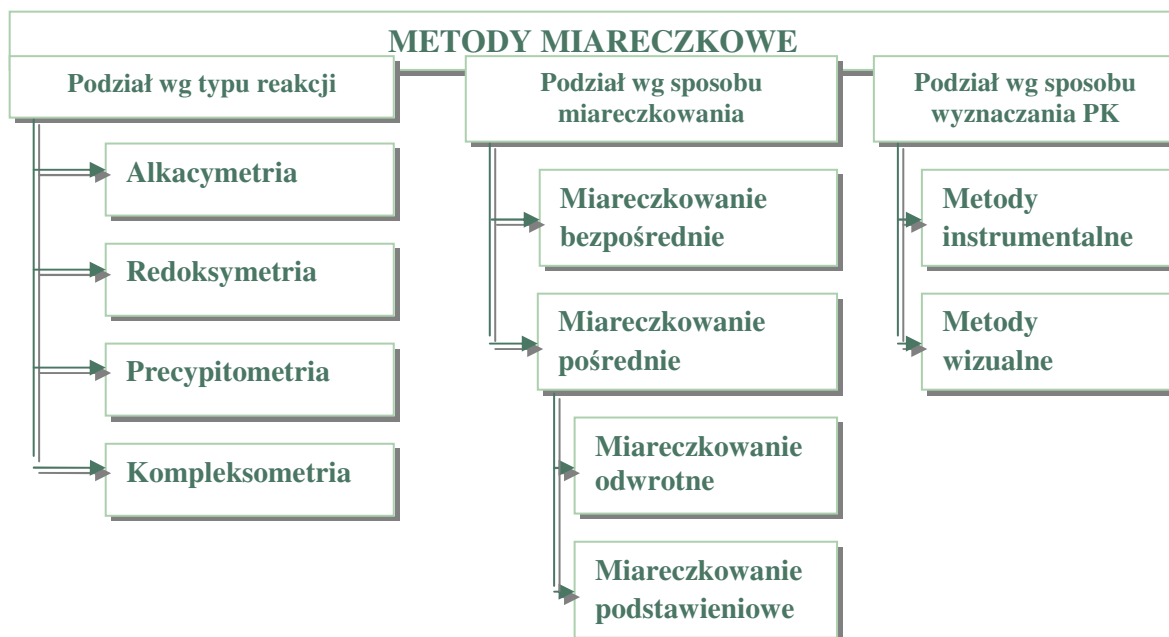 METODY MIARECZKOWE
Podział wg typu reakcji
Alkacymetria
Redoksymetria
Precypitometria
Kompleksometria
Podział wg sposobu
miareczkowania
Miareczkowanie
bezpośrednie
Miareczkowanie
pośrednie
Miareczkowanie
odwrotne
Miareczkowanie
podstawieniowe
Podział wg sposobu
wyznaczania PK
Metody
instrumentalne
Metody
wizualne